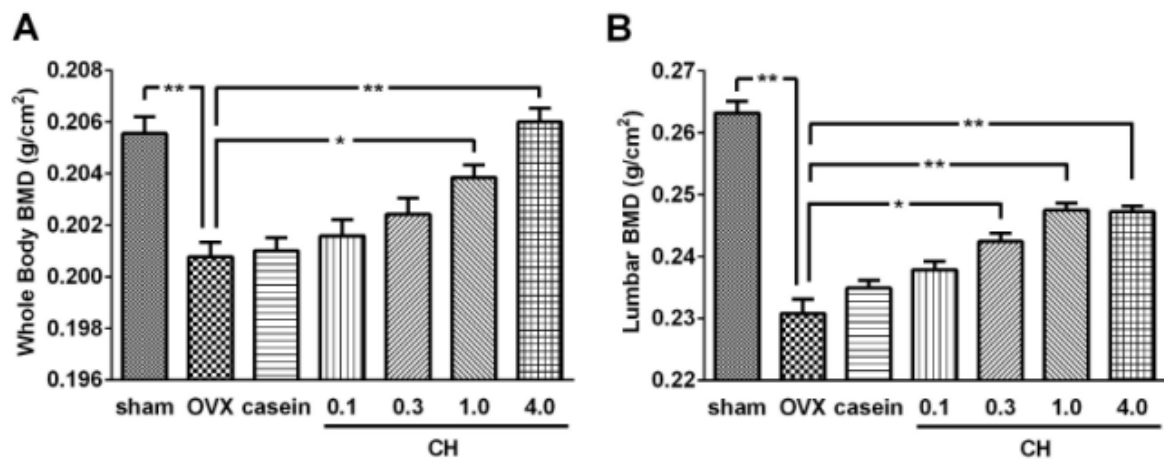 A
Whole Body BMD (g/cm²)
0.208
0.206
0.204
0.202
0.200
0.198
0.196
**
**
*
sham OVX casein 0.1 0.3 1.0 4.0
CH
B
Lumbar BMD (g/cm²)
0.27
0.26
0.25
0.24
0.23
0.22
**
**
**
*
sham OVX casein 0.1 0.3 1.0 4.0
CH